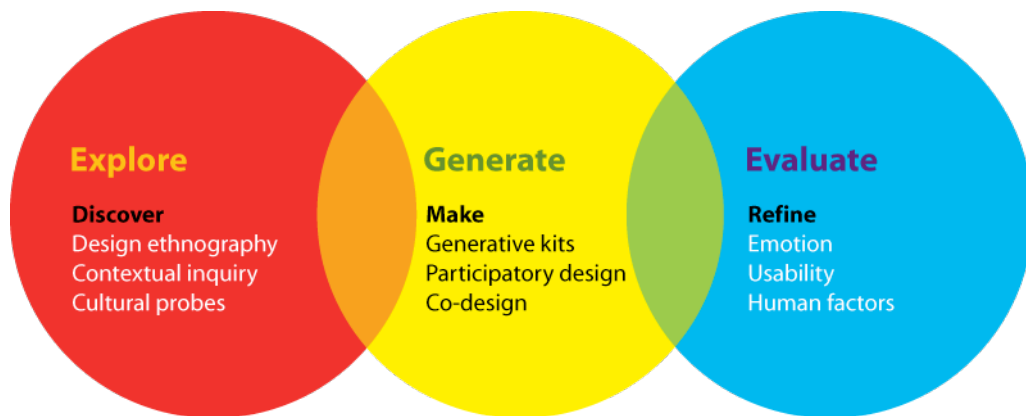 Explore
Discover
Design ethnography
Contextual inquiry
Cultural probes
Generate
Make
Generative kits
Participatory design
Co-design
Evaluate
Refine
Emotion
Usability
Human factors